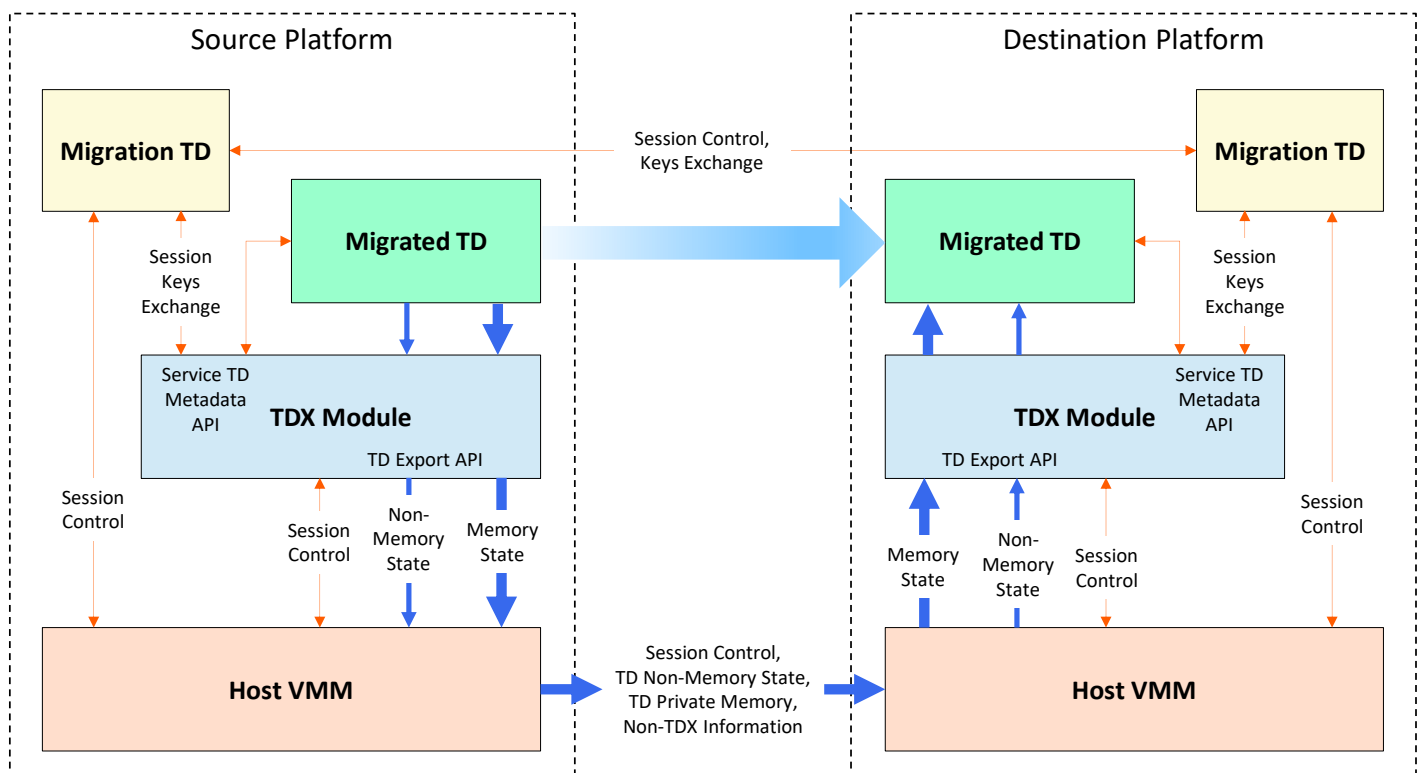 Source Platform
Destination Platform
Migration TD
Session Control,
Keys Exchange
Migration TD
Migrated TD
Migrated TD
Session
Keys
Exchange
Session
Keys
Exchange
Service TD
Metadata
API
TDX Module
TD Export API
Service TD
Metadata
API
TDX Module
TD Export API
Session
Control
Session
Control
Non-
Memory
State
Memory
State
Memory
State
Non-
Memory
State
Session
Control
Session
Control
Host VMM
Session Control,
TD Non-Memory State,
TD Private Memory,
Non-TDX Information
Host VMM